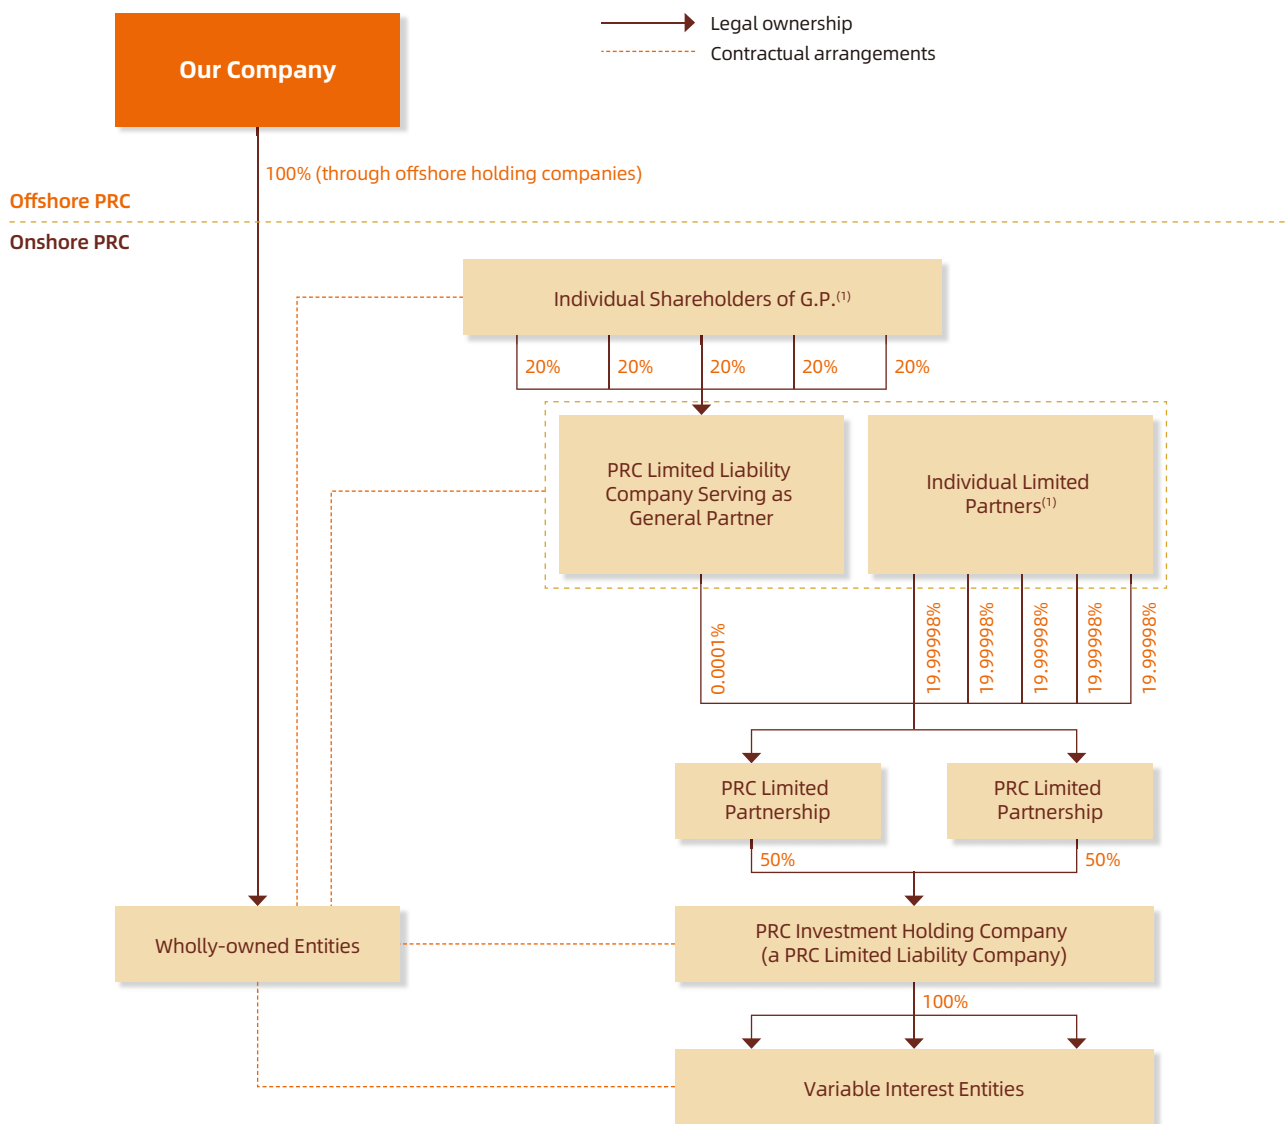 Legal ownership
Contractual arrangements
Our Company
100% (through offshore holding companies)
Offshore PRC
Onshore PRC
Individual Shareholders of G.P.(1)
20%
20%
20%
20%
20%
PRC Limited Liability
Company Serving as
General Partner
Individual Limited
Partners(1)
0.0001%
19.99998%
19.99998%
19.99998%
19.99998%
19.99998%
PRC Limited
Partnership
PRC Limited
Partnership
50%
50%
Wholly-owned Entities
PRC Investment Holding Company
(a PRC Limited Liability Company)
100%
Variable Interest Entities